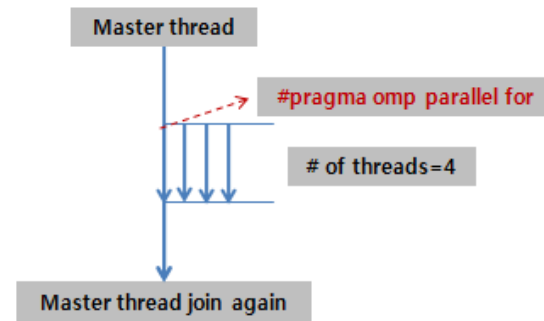 Master thread
#pragma omp parallel for
# of threads=4
Master thread join again